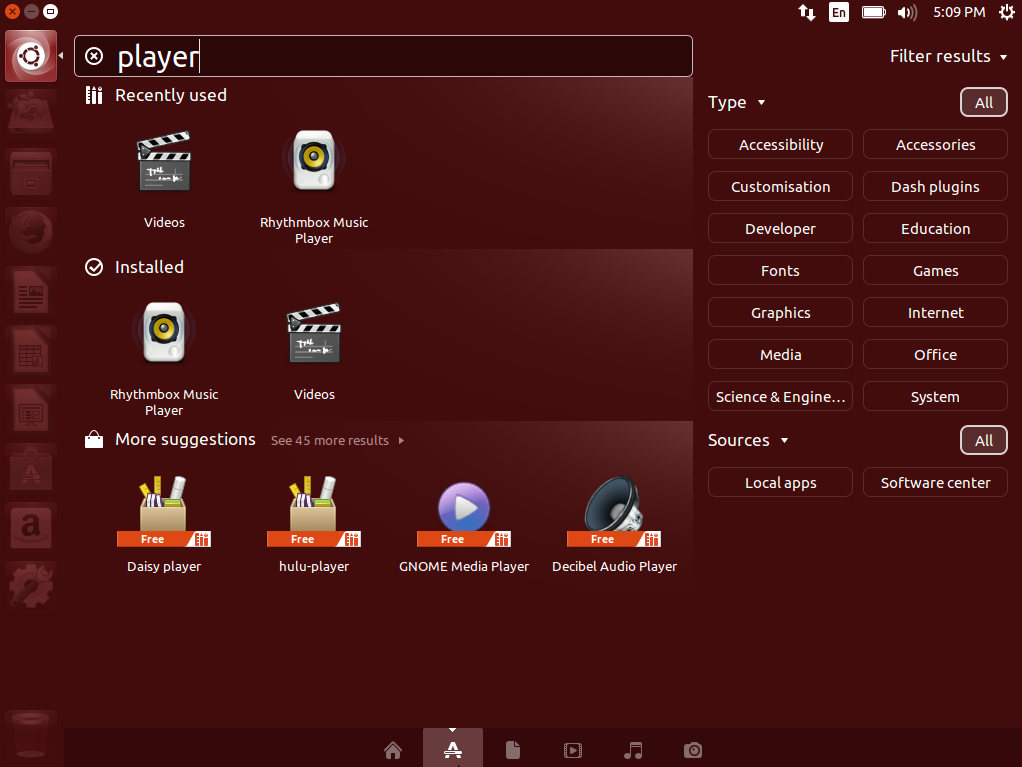 En
5:09 PM
player
Filter results
Recently used
Videos
Rhythmbox Music
Player
Installed
Rhythmbox Music
Player
Videos
More suggestions
See 45 more results
Free
Free
Free
Free
Daisy player
hulu-player
GNOME Media Player
Decibel Audio Player
Type
All
Accessibility
Accessories
Customisation
Dash plugins
Developer
Education
Fonts
Games
Graphics
Internet
Media
Office
Science & Engine…
System
Sources
All
Local apps
Software center